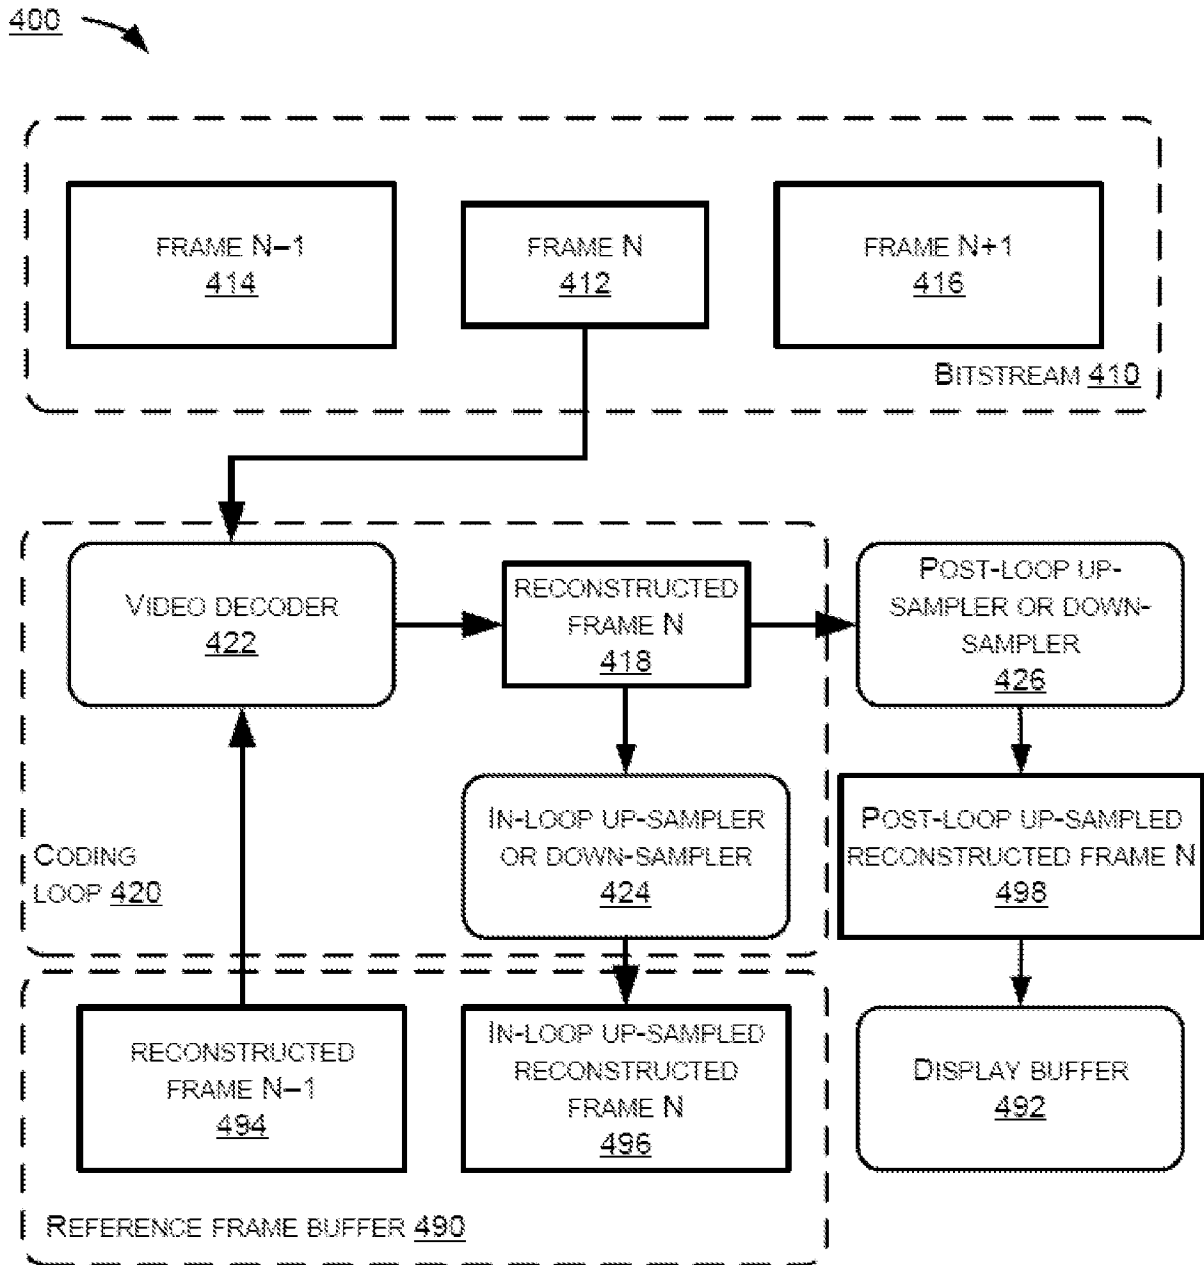 400
FRAME N–1
414
FRAME N
412
FRAME N+1
416
BITSTREAM 410
VIDEO DECODER
422
RECONSTRUCTED
FRAME N
418
POST-LOOP UP-
SAMPLER OR DOWN-
SAMPLER
426
IN-LOOP UP-SAMPLER
OR DOWN-SAMPLER
424
POST-LOOP UP-SAMPLED
RECONSTRUCTED FRAME N
498
CODING
LOOP 420
RECONSTRUCTED
FRAME N–1
494
IN-LOOP UP-SAMPLED
RECONSTRUCTED
FRAME N
496
DISPLAY BUFFER
492
REFERENCE FRAME BUFFER 490